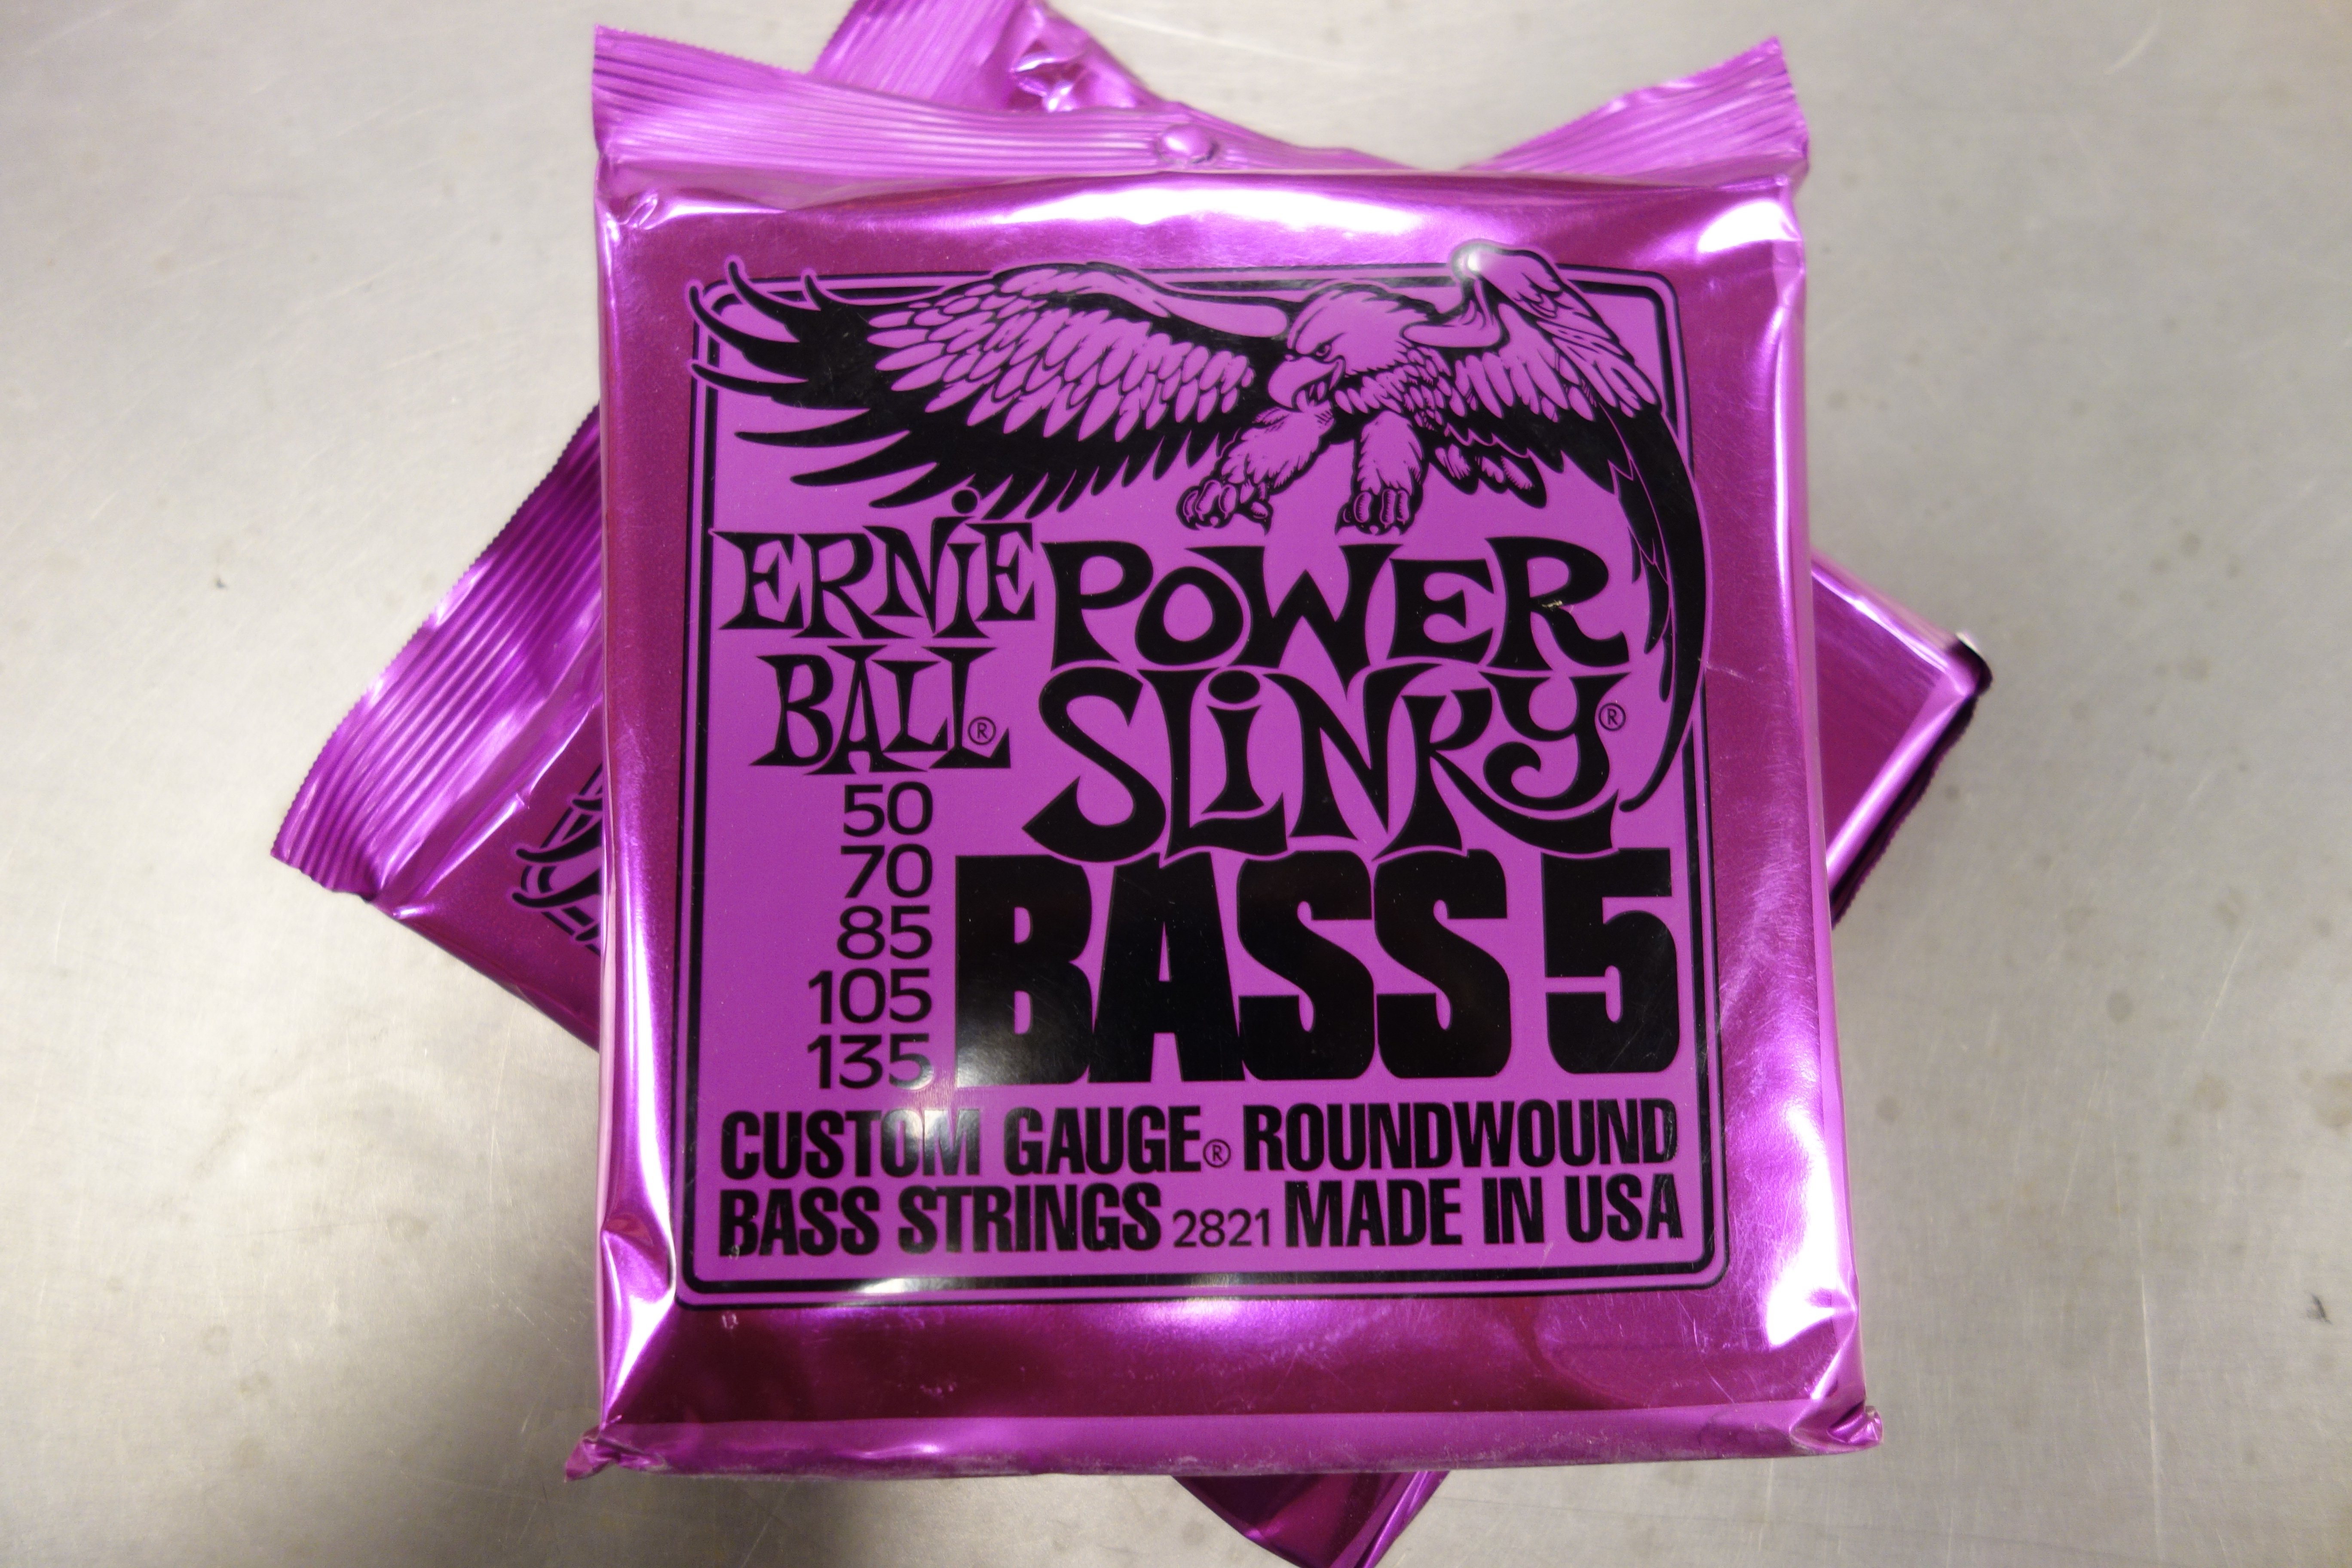 ERNiE
BALL®
POWER
SLiNKY®
50
70
85
105
135
BASS 5
CUSTOM GAUGE® ROUNDWOUND
BASS STRINGS 2821 MADE IN USA